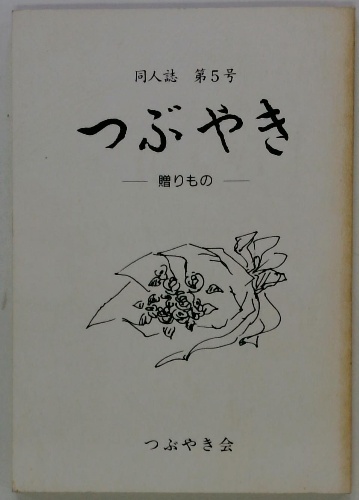 同人誌 第5号
つぶやき
— 贈りもの —
つぶやき会